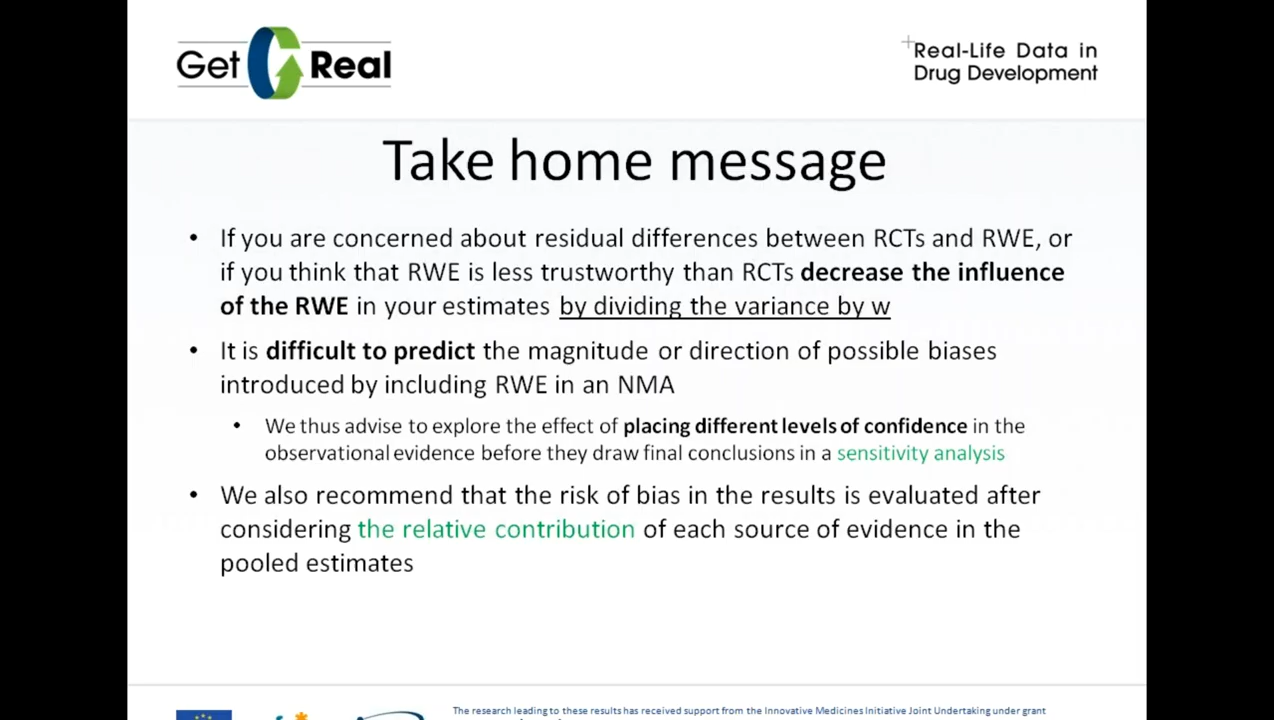 Get Real
Real-Life Data in
Drug Development
Take home message
• If you are concerned about residual differences between RCTs and RWE, or
if you think that RWE is less trustworthy than RCTs decrease the influence
of the RWE in your estimates by dividing the variance by w
• It is difficult to predict the magnitude or direction of possible biases
introduced by including RWE in an NMA
• We thus advise to explore the effect of placing different levels of confidence in the
observational evidence before they draw final conclusions in a sensitivity analysis
• We also recommend that the risk of bias in the results is evaluated after
considering the relative contribution of each source of evidence in the
pooled estimates
The research leading to these results has received support from the Innovative Medicines Initiative Joint Undertaking under grant